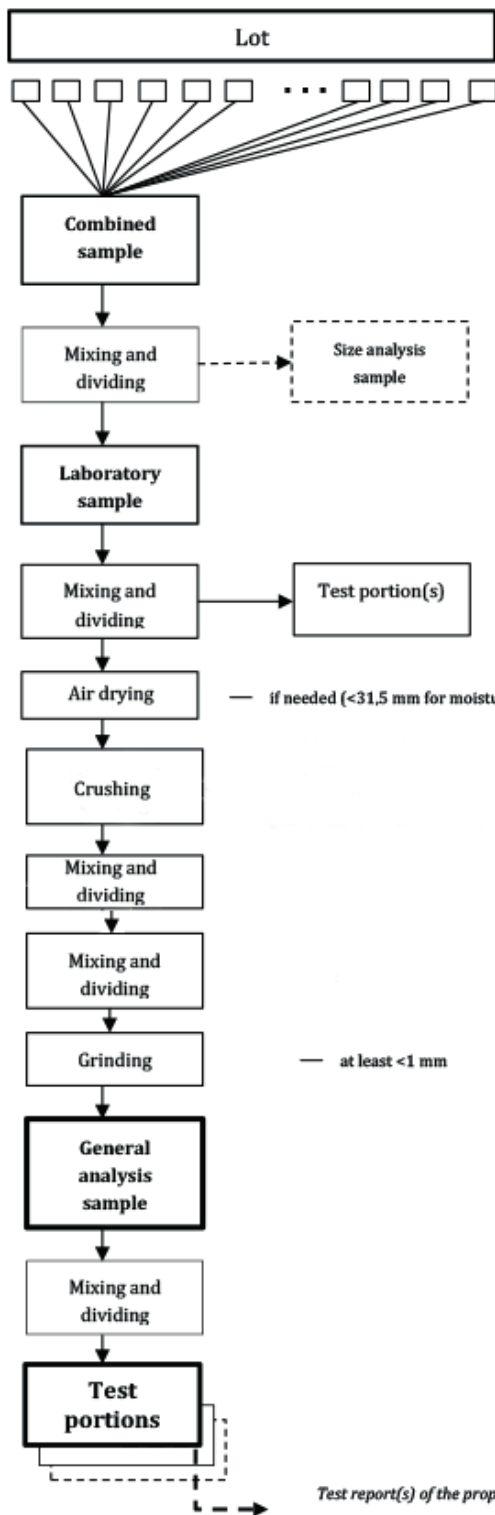 Lot
Combined
sample
Mixing and
dividing
Size analysis
sample
Laboratory
sample
Mixing and
dividing
Test portion(s)
Air drying
— if needed (<31,5 mm for moistu
Crushing
Mixing and
dividing
Mixing and
dividing
Grinding
— at least <1 mm
General
analysis
sample
Mixing and
dividing
Test
portions
Test report(s) of the prop